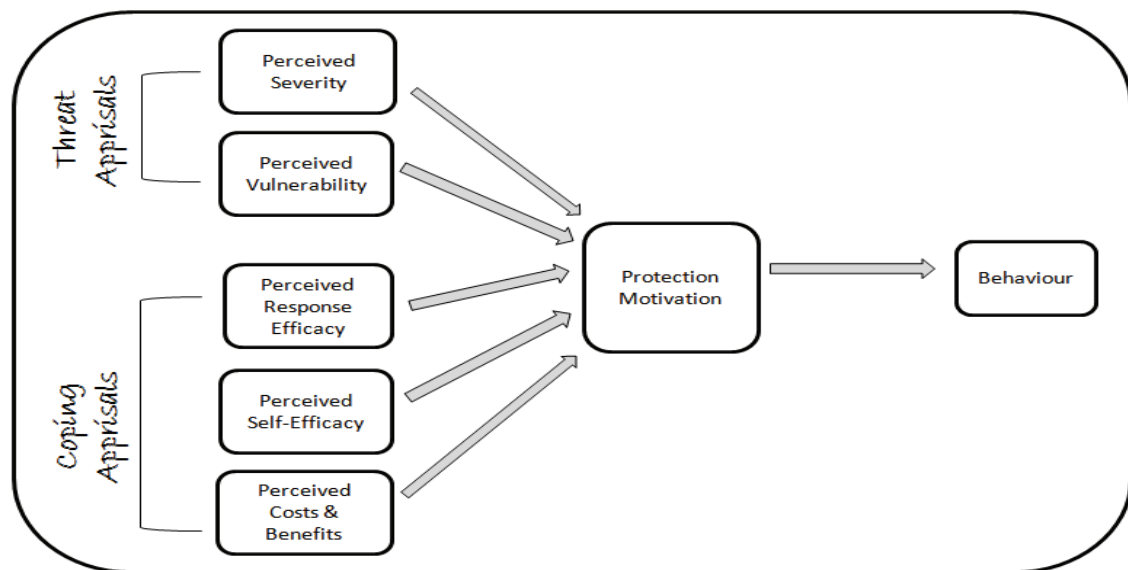 Threat
Apprisals
Perceived
Severity
Perceived
Vulnerability
Coping
Apprisals
Perceived
Response
Efficacy
Perceived
Self-Efficacy
Perceived
Costs &
Benefits
Protection
Motivation
Behaviour